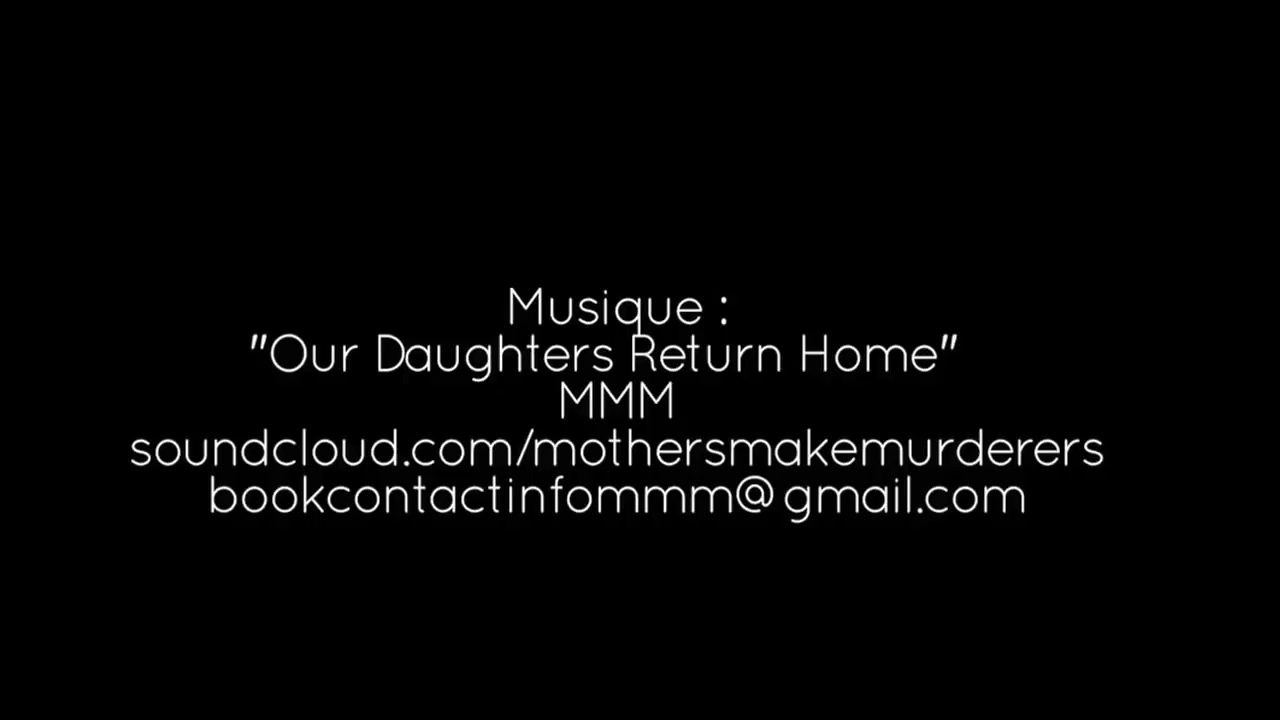 Musique :
"Our Daughters Return Home"
MMM
soundcloud.com/mothersmakemurderers
bookcontactinfommm@gmail.com